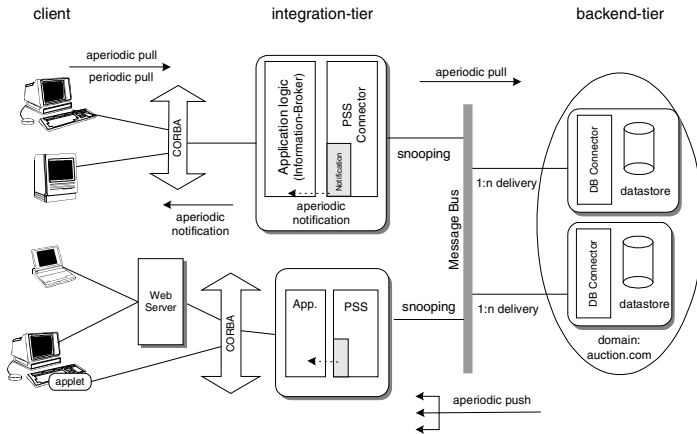 client
integration-tier
backend-tier
aperiodic pull
periodic pull
CORBA
aperiodic
notification
Application logic
(Information-Broker)
PSS
Connector
Notification
aperiodic
notification
aperiodic pull
snooping
Message Bus
1:n delivery
DB Connector
datastore
Web
Server
applet
CORBA
App.
PSS
snooping
1:n delivery
DB Connector
datastore
domain:
auction.com
aperiodic push